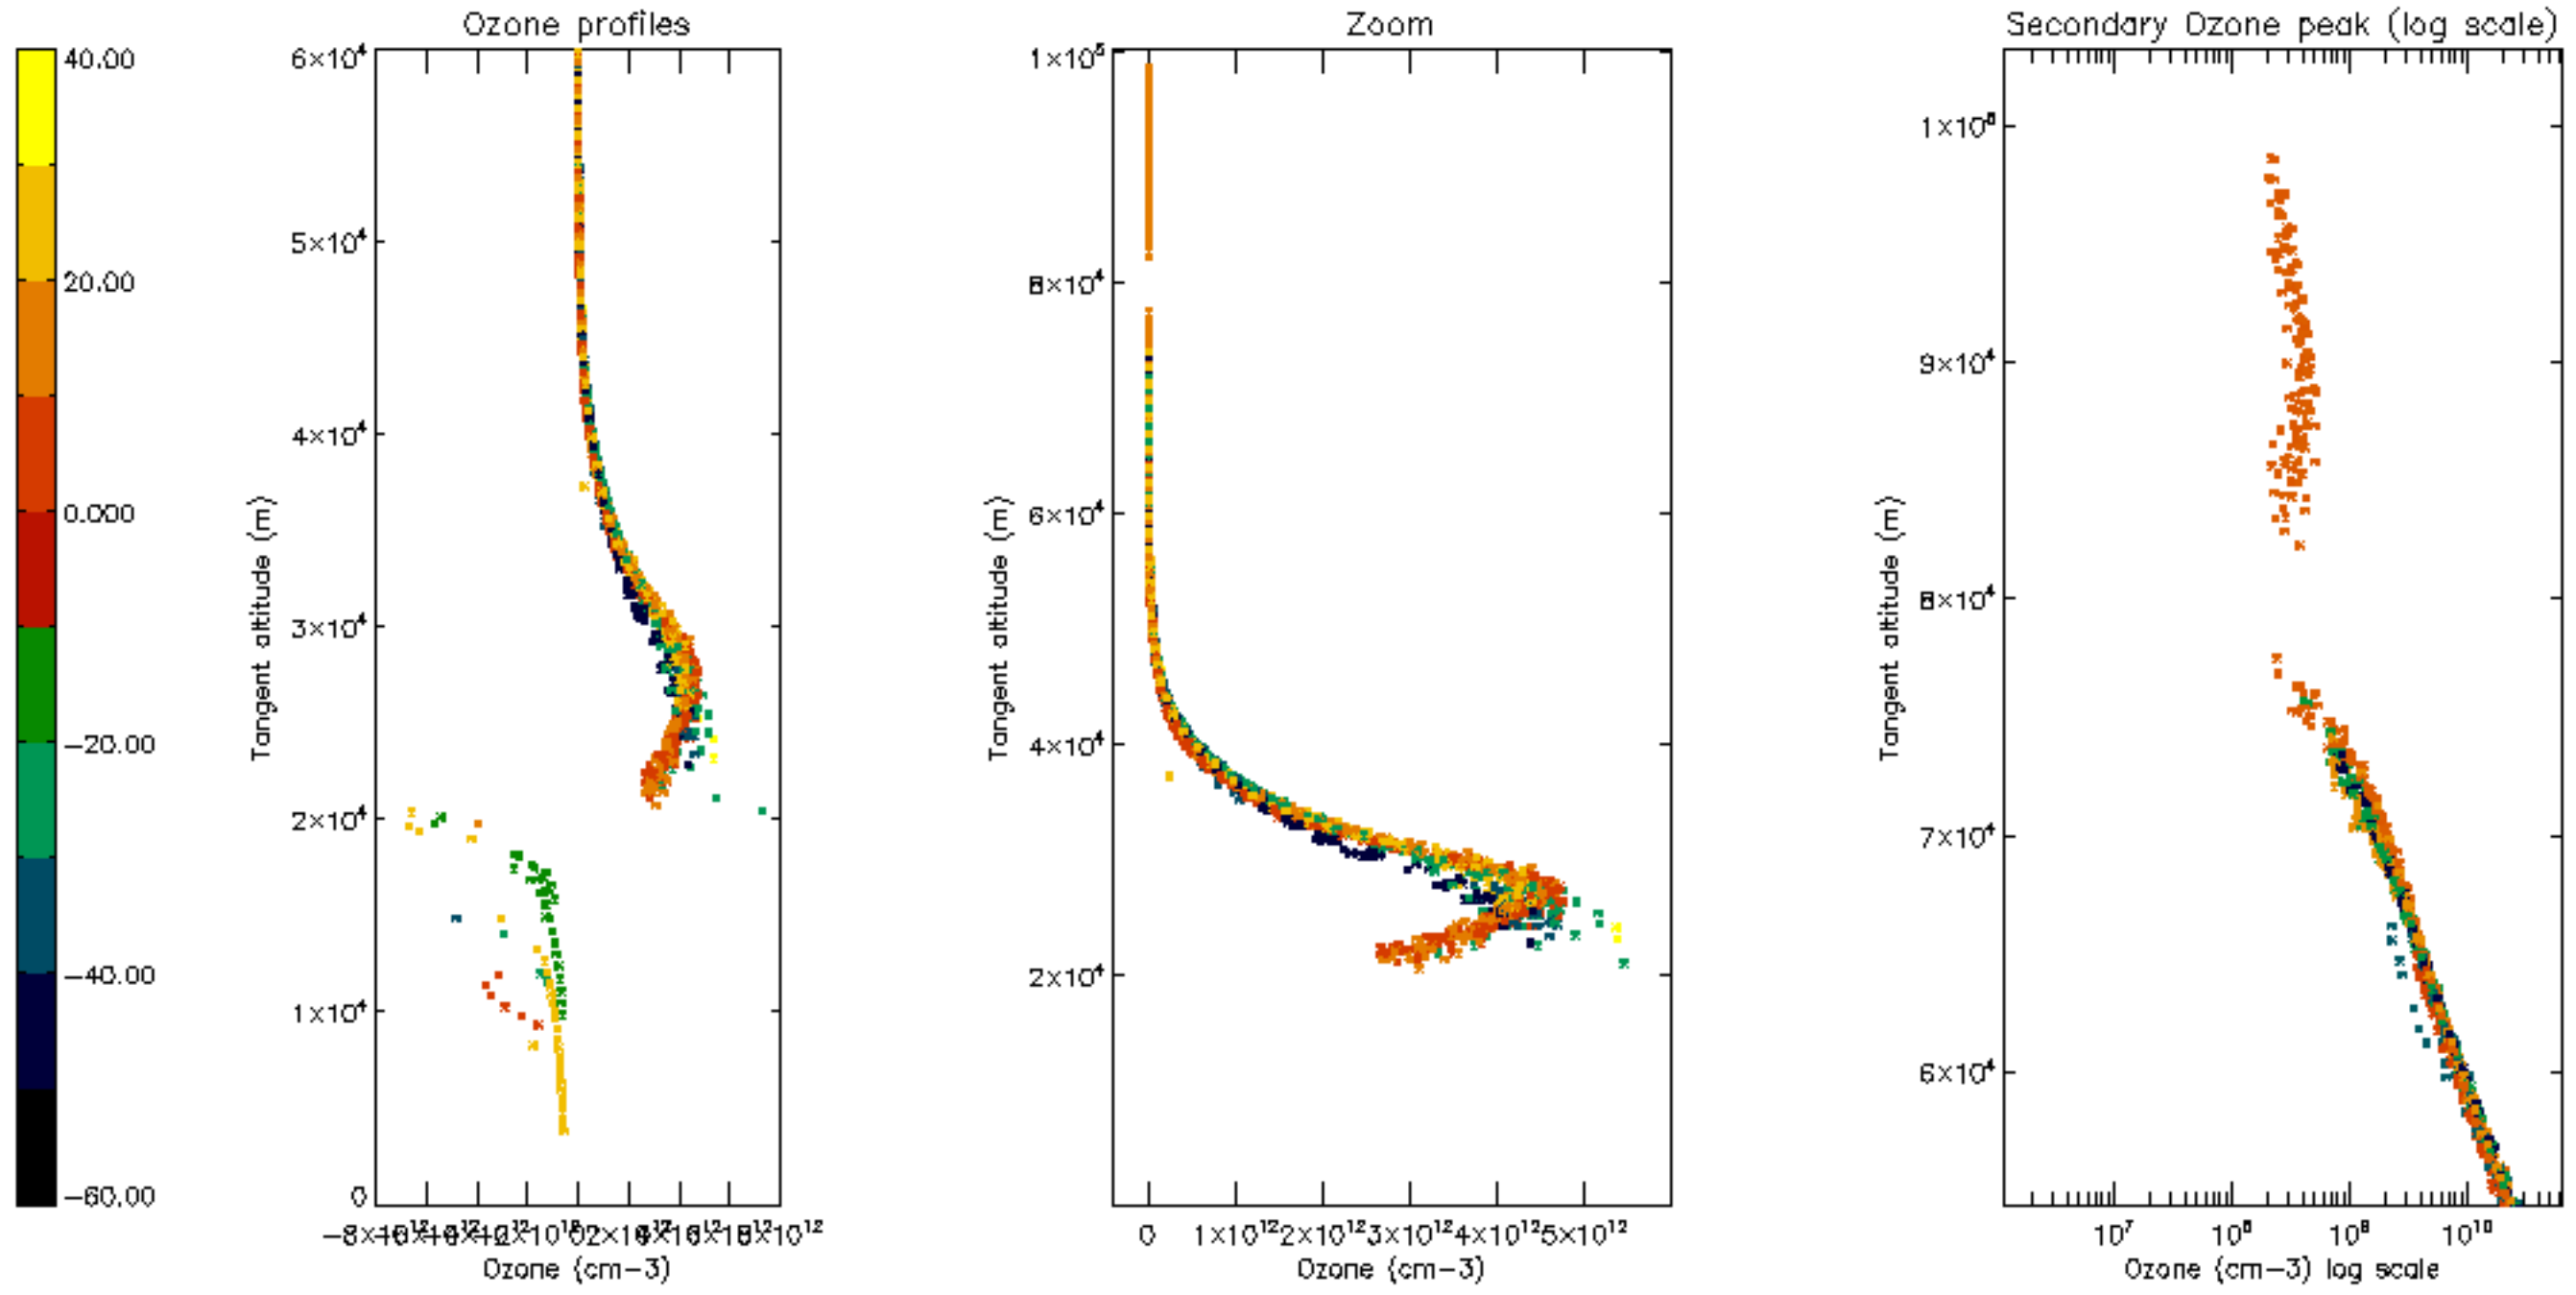 Ozone profiles
Zoom
Secondary Ozone peak (log scale)
40.00
20.00
0.000
−20.00
−40.00
−60.00
6×10⁴
5×10⁴
4×10⁴
3×10⁴
2×10⁴
1×10⁴
0
Tangent altitude (m)
Ozone (cm−3)
1×10⁵
8×10⁴
6×10⁴
4×10⁴
2×10⁴
Tangent altitude (m)
0 1×10¹² 2×10¹² 3×10¹² 4×10¹² 5×10¹²
Ozone (cm−3)
1×10⁵
9×10⁴
8×10⁴
7×10⁴
6×10⁴
Tangent altitude (m)
10⁷ 10⁸ 10⁹ 10¹⁰
Ozone (cm−3) log scale